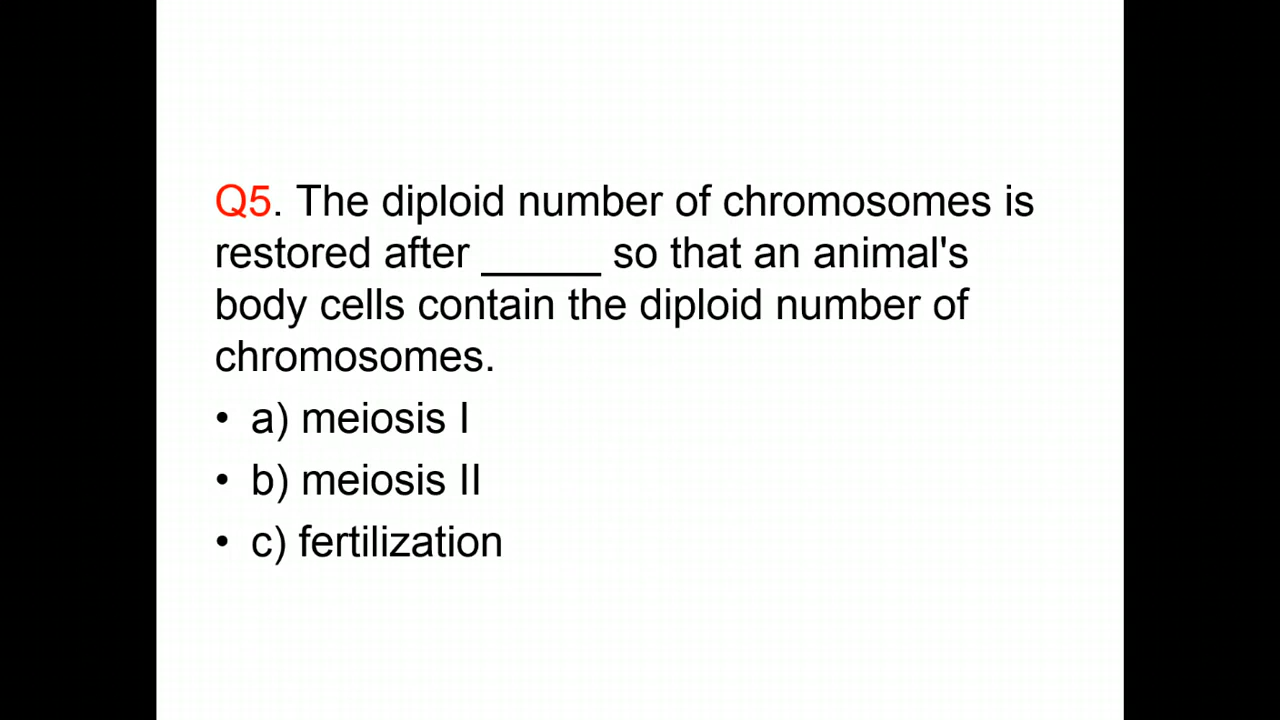 Q5. The diploid number of chromosomes is
restored after _____ so that an animal's
body cells contain the diploid number of
chromosomes.
• a) meiosis I
• b) meiosis II
• c) fertilization